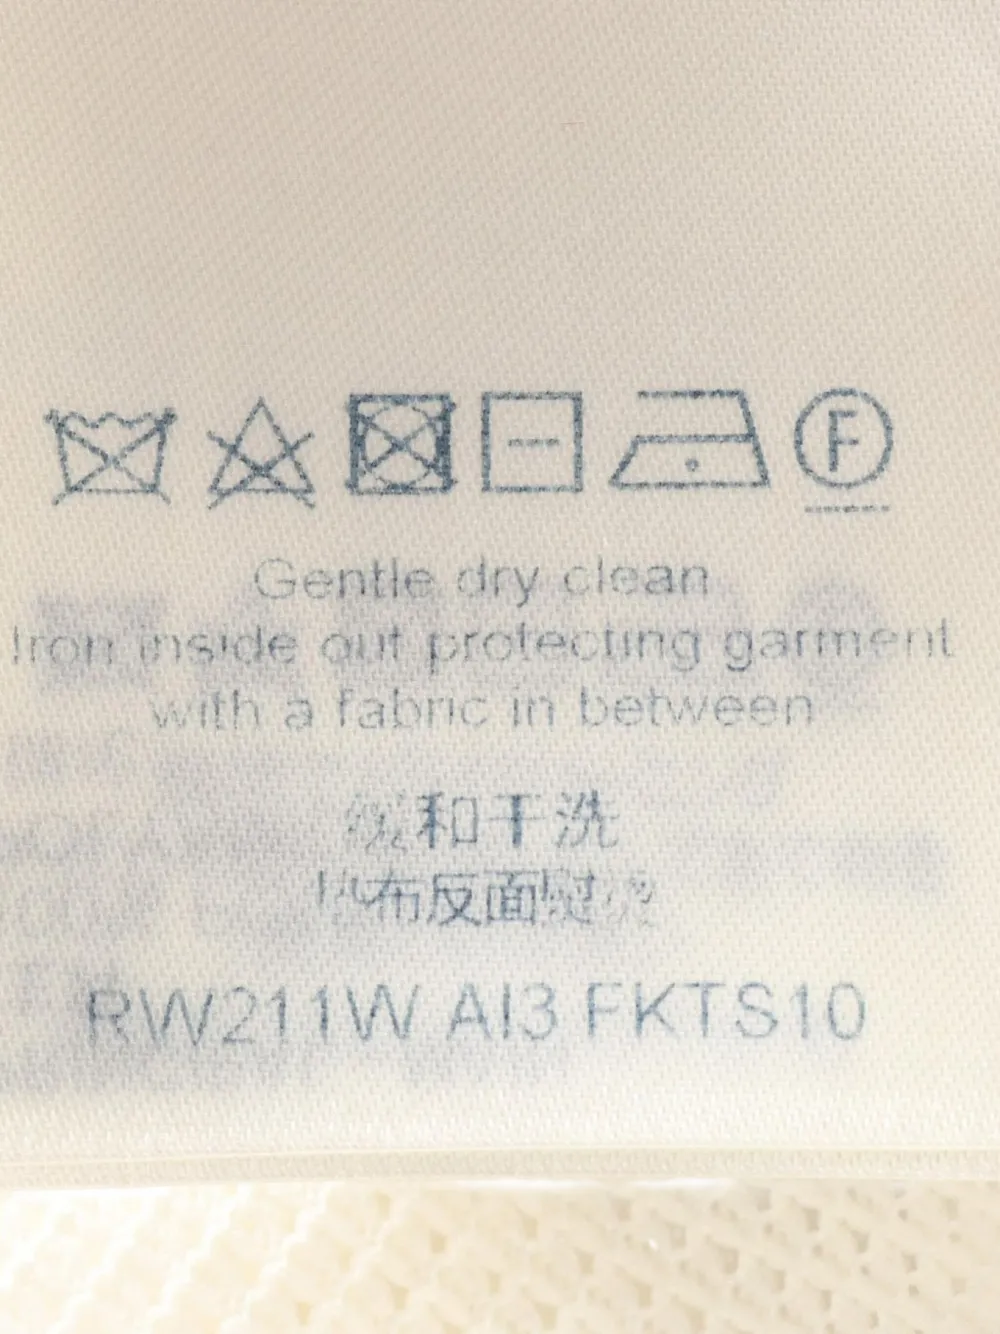 F
Gentle dry clean
Iron inside out protecting garment
with a fabric in between
缓和干洗
垫布反面熨烫
RW211W AI3 FKTS10